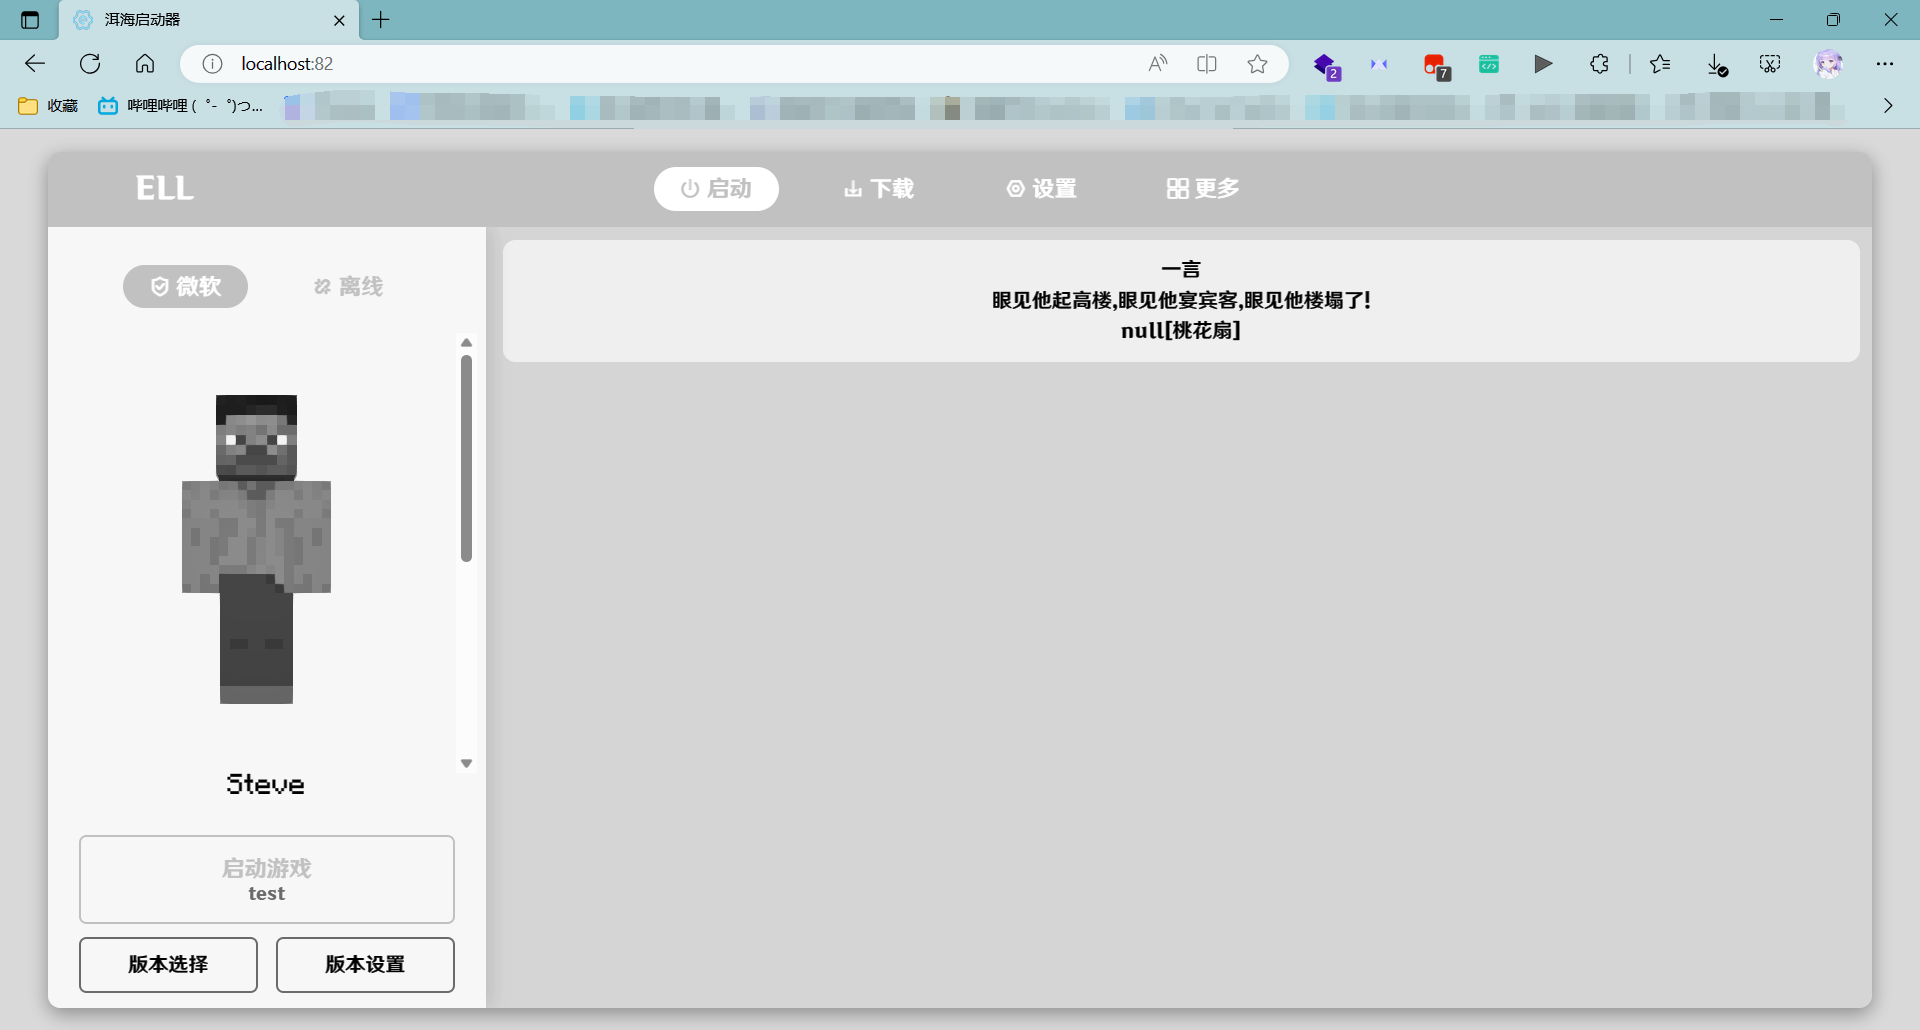 洱海启动器
localhost:82
2
7
收藏
哔哩哔哩 (゜-゜)つ...
ELL
启动
下载
设置
更多
微软
离线
一言
眼见他起高楼,眼见他宴宾客,眼见他楼塌了!
null[桃花扇]
Steve
启动游戏
test
版本选择
版本设置